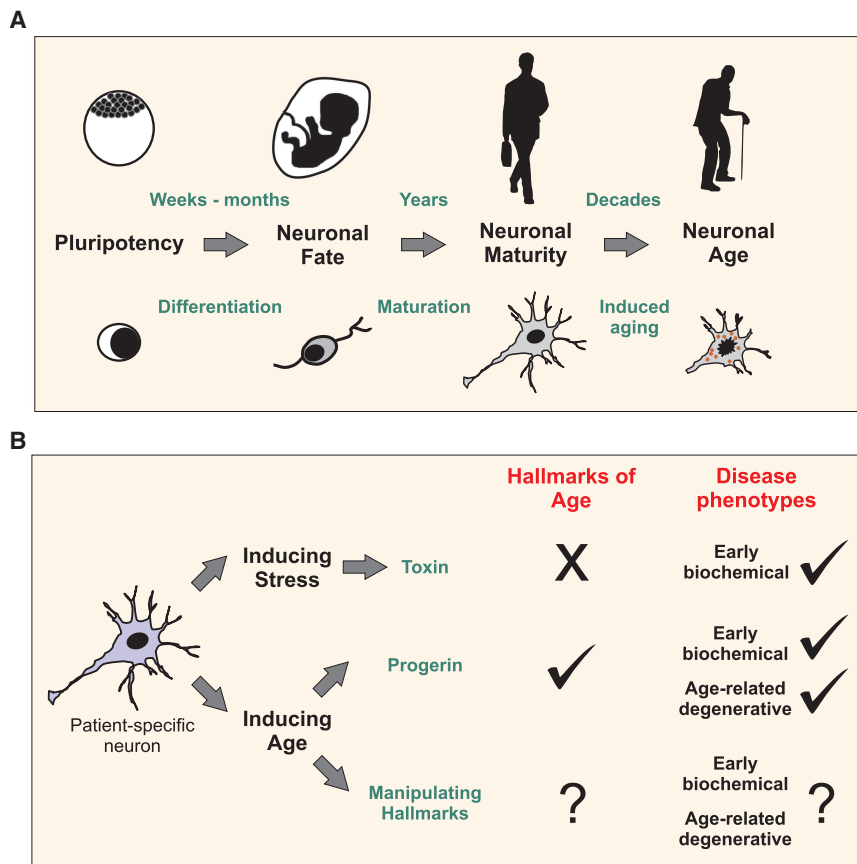 A
Weeks - months
Years
Decades
Pluripotency
Neuronal
Fate
Neuronal
Maturity
Neuronal
Age
Differentiation
Maturation
Induced
aging
B
Hallmarks of
Age
Disease
phenotypes
Inducing
Stress
Toxin
X
Early
biochemical
Patient-specific
neuron
Inducing
Age
Progerin
Early
biochemical
Age-related
degenerative
Manipulating
Hallmarks
?
Early
biochemical
Age-related
degenerative
?